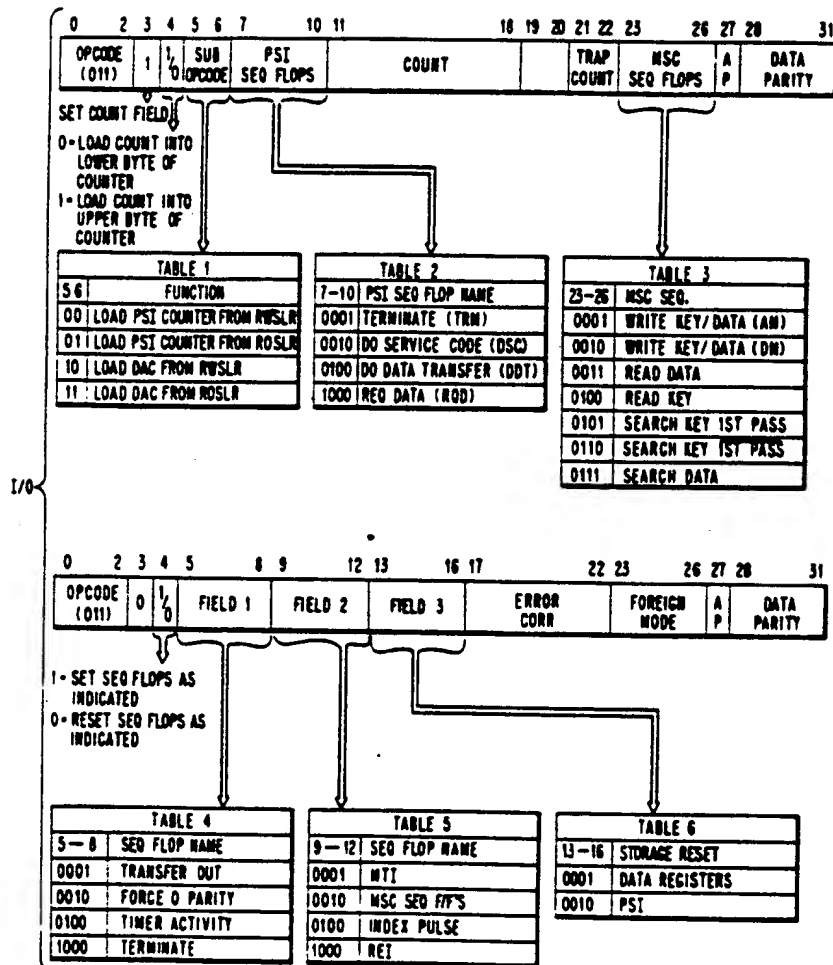 0 2 3 4 5 6 7 10 11 18 19 20 21 22 23 26 27 28 31
OPCODE (011) 1 1/0 SUB OPCODE PSI SEQ FLOPS COUNT TRAP COUNT MSC SEQ FLOPS A P DATA PARITY
SET COUNT FIELD
0=LOAD COUNT INTO
LOWER BYTE OF
COUNTER
1=LOAD COUNT INTO
UPPER BYTE OF
COUNTER
TABLE 1
5 6 FUNCTION
00 LOAD PSI COUNTER FROM RWSLR
01 LOAD PSI COUNTER FROM ROSLR
10 LOAD DAC FROM RWSLR
11 LOAD DAC FROM ROSLR
TABLE 2
7-10 PSI SEQ FLOP NAME
0001 TERMINATE (TRM)
0010 DO SERVICE CODE (DSC)
0100 DO DATA TRANSFER (DDT)
1000 REQ DATA (RQD)
TABLE 3
23-26 MSC SEQ.
0001 WRITE KEY/DATA (AM)
0010 WRITE KEY/DATA (DM)
0011 READ DATA
0100 READ KEY
0101 SEARCH KEY 1ST PASS
0110 SEARCH KEY 1ST PASS
0111 SEARCH DATA
I/O
0 2 3 4 5 8 9 12 13 16 17 22 23 26 27 28 31
OPCODE (011) 0 1/0 FIELD 1 FIELD 2 FIELD 3 ERROR CORR FOREIGN MODE A P DATA PARITY
1=SET SEQ FLOPS AS
INDICATED
0=RESET SEQ FLOPS AS
INDICATED
TABLE 4
5-8 SEQ FLOP NAME
0001 TRANSFER OUT
0010 FORCE 0 PARITY
0100 TIMER ACTIVITY
1000 TERMINATE
TABLE 5
9-12 SEQ FLOP NAME
0001 MTI
0010 MSC SEQ F/F'S
0100 INDEX PULSE
1000 REI
TABLE 6
13-16 STORAGE RESET
0001 DATA REGISTERS
0010 PSI